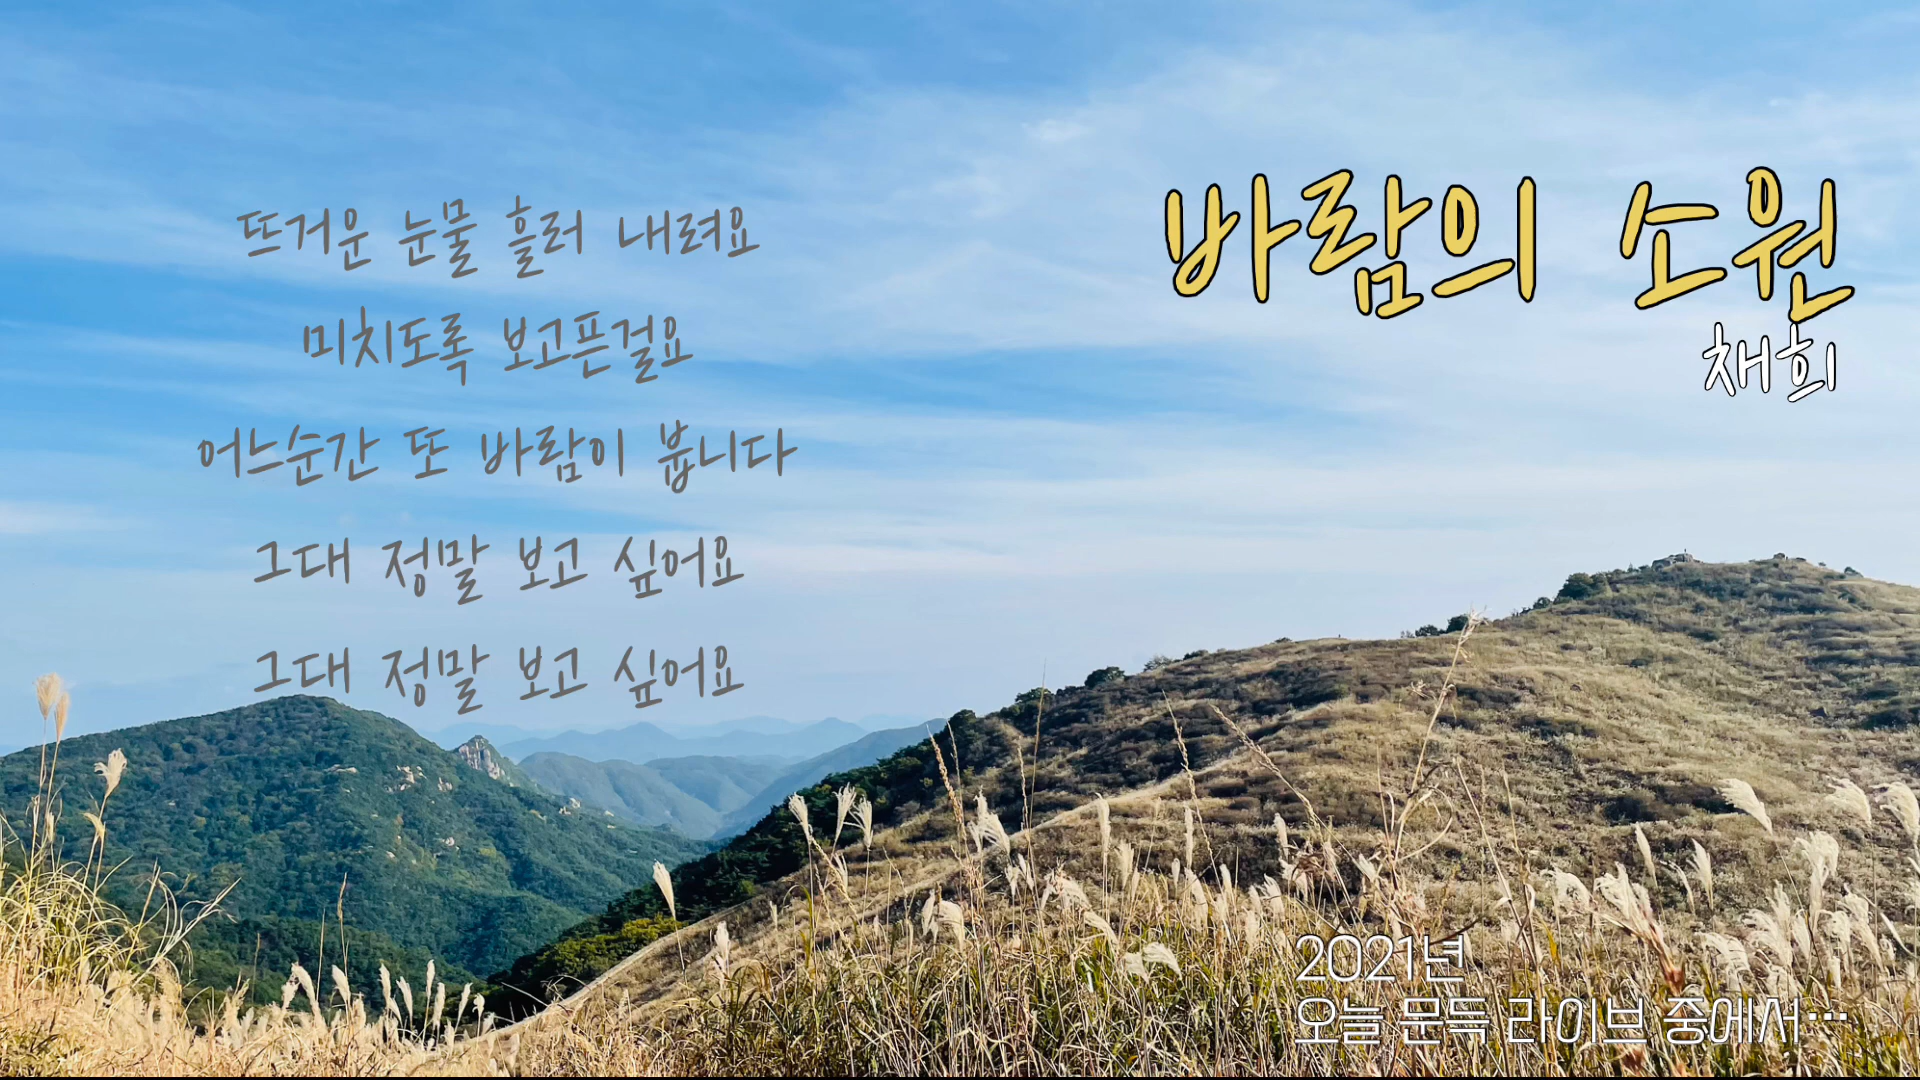 바람의 소원
채희
뜨거운 눈물 흘러 내려요
미치도록 보고픈걸요
어느순간 또 바람이 붑니다
그대 정말 보고 싶어요
그대 정말 보고 싶어요
2021년
오늘 문득 라이브 중에서…